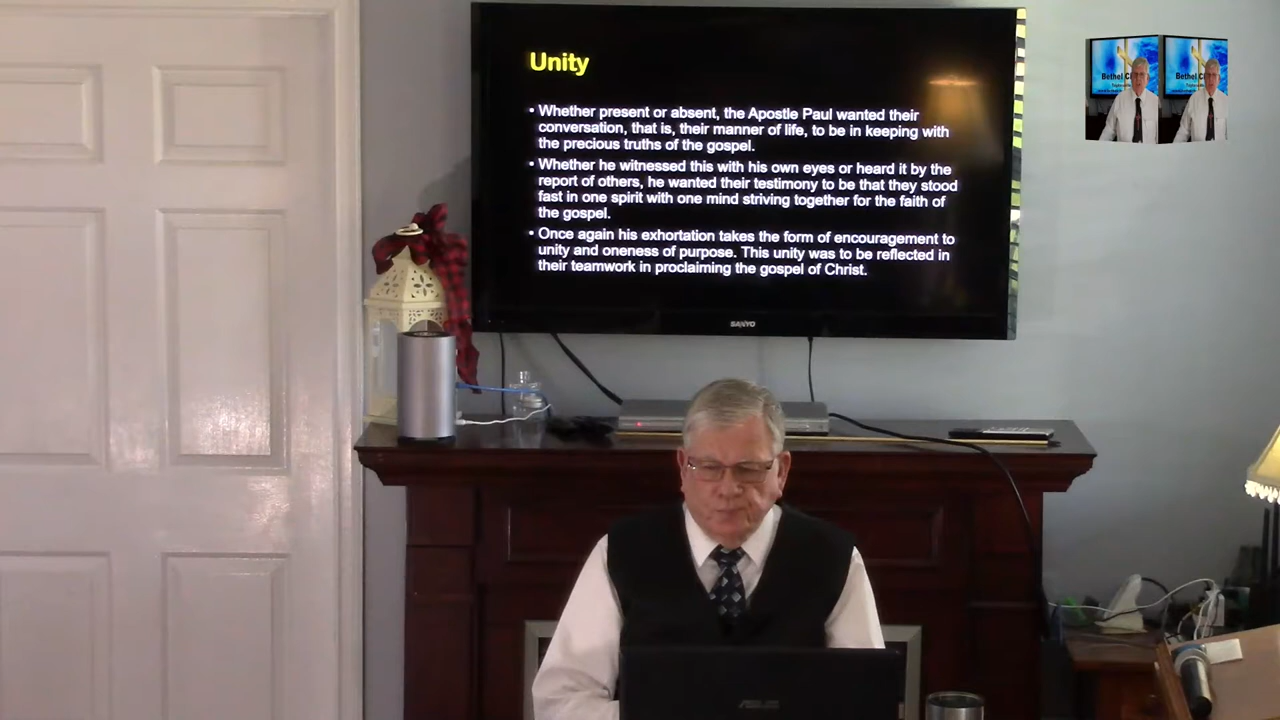 Unity
• Whether present or absent, the Apostle Paul wanted their
conversation, that is, their manner of life, to be in keeping with
the precious truths of the gospel.
• Whether he witnessed this with his own eyes or heard it by the
report of others, he wanted their testimony to be that they stood
fast in one spirit with one mind striving together for the faith of
the gospel.
• Once again his exhortation takes the form of encouragement to
unity and oneness of purpose. This unity was to be reflected in
their teamwork in proclaiming the gospel of Christ.
SANYO
Bethel
Bethel
ASUS